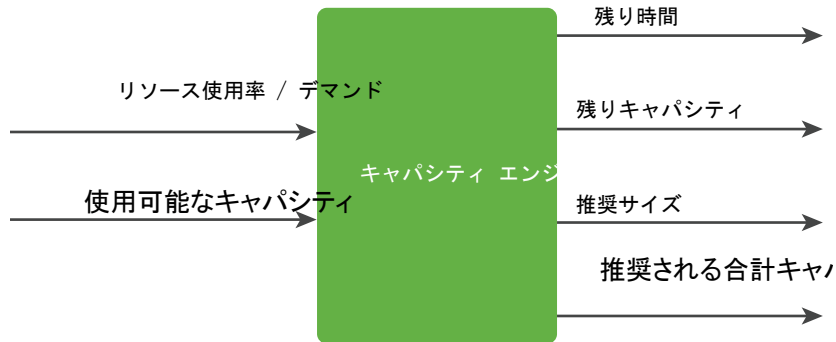 残り時間
リソース使用率 / デマンド
残りキャパシティ
キャパシティ エンジ
使用可能なキャパシティ
推奨サイズ
推奨される合計キャパ